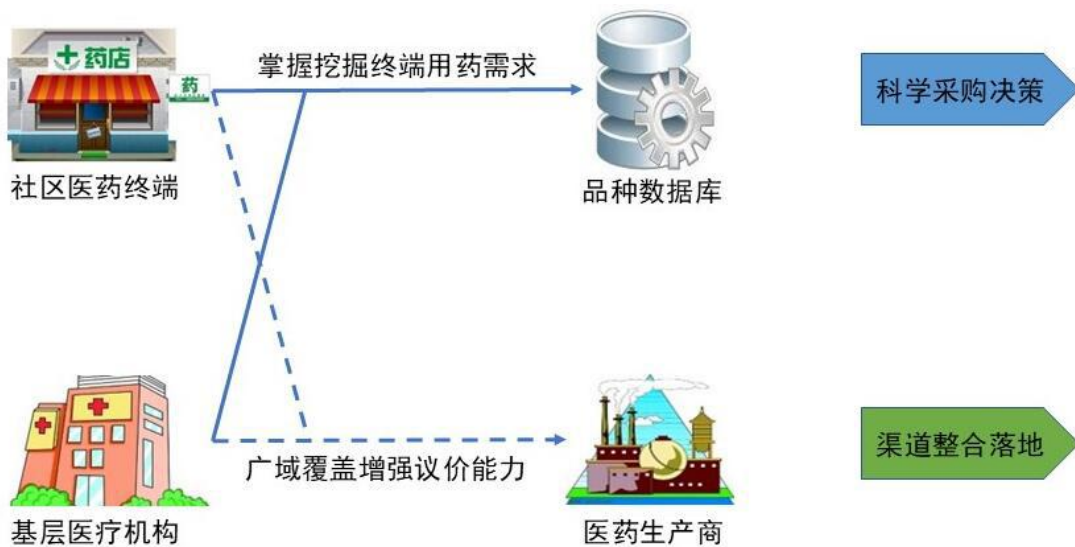 药店
药
掌握挖掘终端用药需求
科学采购决策
社区医药终端
品种数据库
广域覆盖增强议价能力
渠道整合落地
基层医疗机构
医药生产商